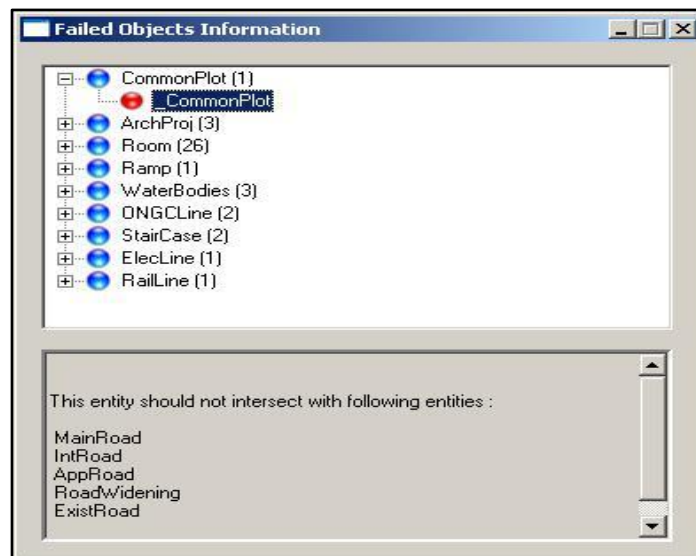 Failed Objects Information
CommonPlot (1)
_CommonPlot
ArchProj (3)
Room (26)
Ramp (1)
WaterBodies (3)
ONGCLine (2)
StairCase (2)
ElecLine (1)
RailLine (1)
This entity should not intersect with following entities :
MainRoad
IntRoad
AppRoad
RoadWidening
ExistRoad